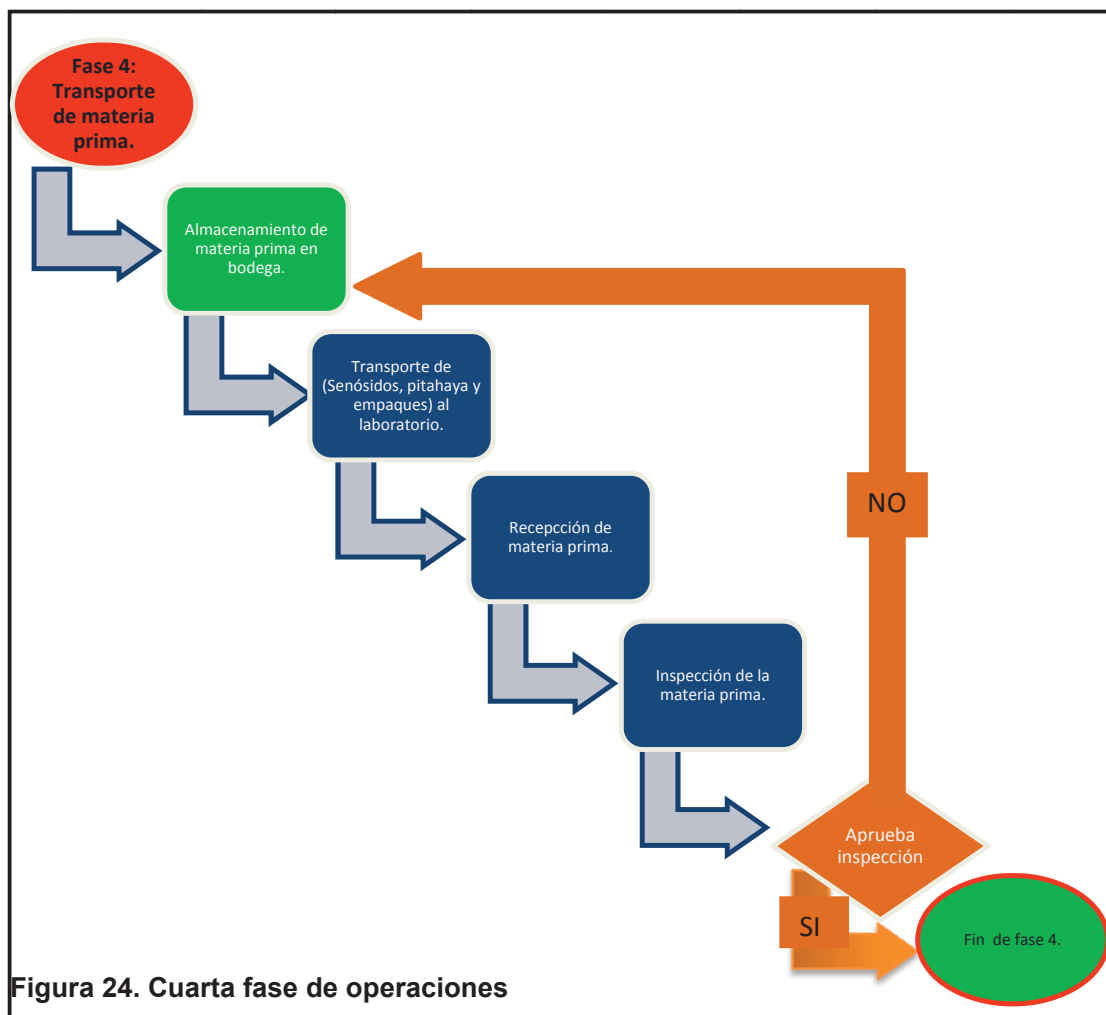 Fase 4:
Transporte
de materia
prima.
Almacenamiento de
materia prima en
bodega.
Transporte de
(Senósidos, pitahaya y
empaques) al
laboratorio.
Recepcción de
materia prima.
Inspección de la
materia prima.
NO
Aprueba
inspección
SI
Fin de fase 4.
Figura 24. Cuarta fase de operaciones